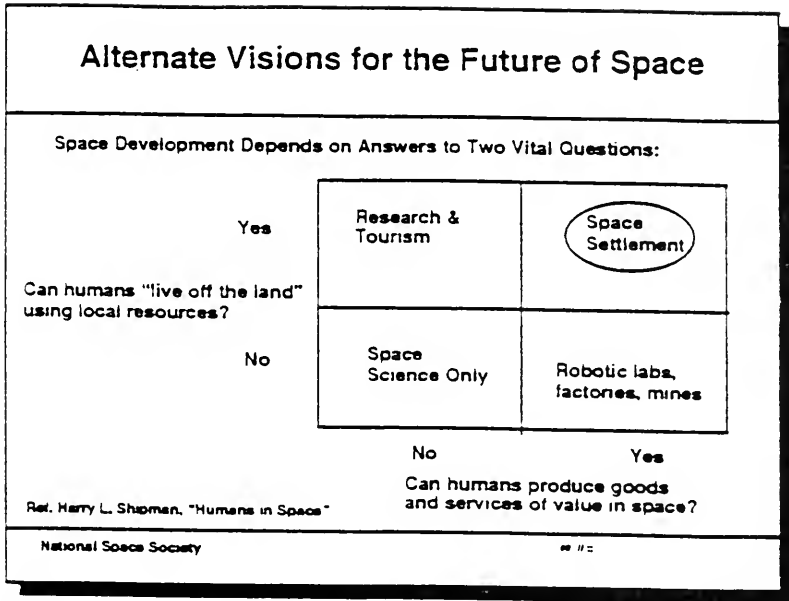 Alternate Visions for the Future of Space
Space Development Depends on Answers to Two Vital Questions:
Yes
Research &
Tourism
Space
Settlement
Can humans "live off the land"
using local resources?
No
Space
Science Only
Robotic labs,
factories, mines
No
Yes
Can humans produce goods
and services of value in space?
Ref. Harry L. Shipman, "Humans in Space"
National Space Society